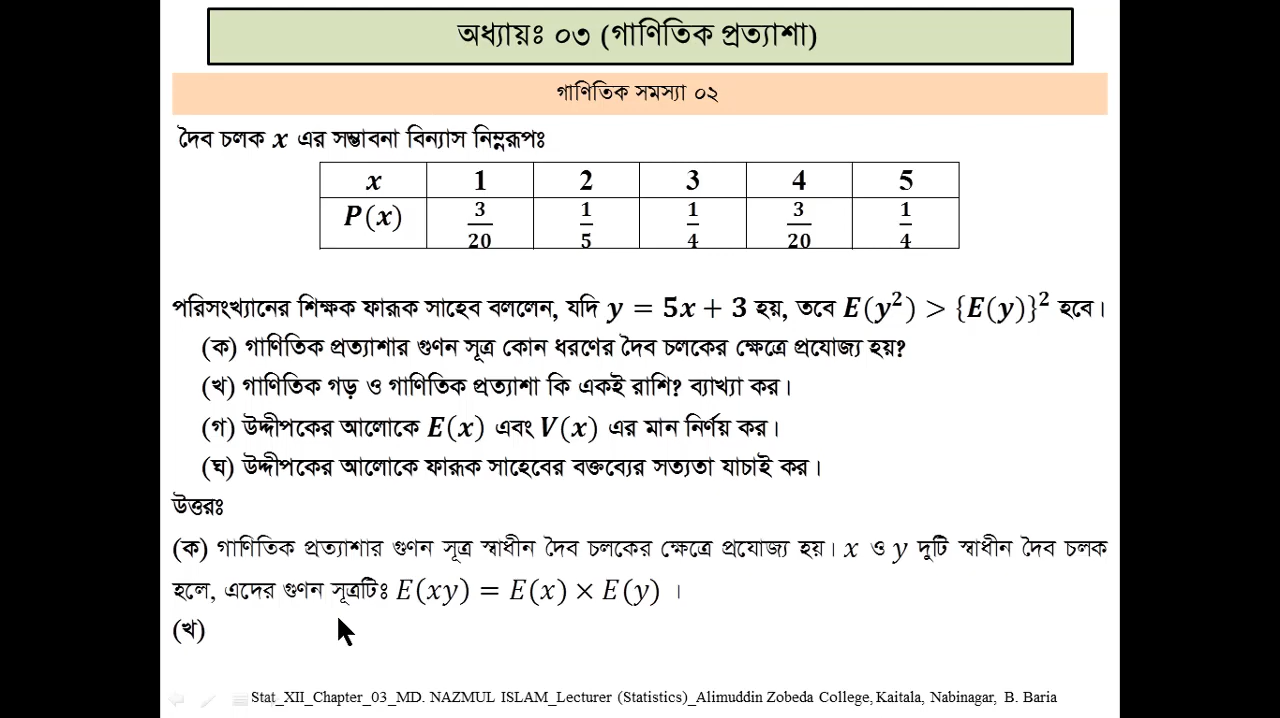 অধ্যায়ঃ ০৩ (গাণিতিক প্রত্যাশা)
গাণিতিক সমস্যা ০২
দৈব চলক x এর সম্ভাবনা বিন্যাস নিম্নরূপঃ
x 1 2 3 4 5
P(x) 3/20 1/5 1/4 3/20 1/4
পরিসংখ্যানের শিক্ষক ফারূক সাহেব বললেন, যদি y = 5x + 3 হয়, তবে E(y²) > {E(y)}² হবে।
(ক) গাণিতিক প্রত্যাশার গুণন সূত্র কোন ধরণের দৈব চলকের ক্ষেত্রে প্রযোজ্য হয়?
(খ) গাণিতিক গড় ও গাণিতিক প্রত্যাশা কি একই রাশি? ব্যাখ্যা কর।
(গ) উদ্দীপকের আলোকে E(x) এবং V(x) এর মান নির্ণয় কর।
(ঘ) উদ্দীপকের আলোকে ফারূক সাহেবের বক্তব্যের সত্যতা যাচাই কর।
উত্তরঃ
(ক) গাণিতিক প্রত্যাশার গুণন সূত্র স্বাধীন দৈব চলকের ক্ষেত্রে প্রযোজ্য হয়। x ও y দুটি স্বাধীন দৈব চলক
হলে, এদের গুণন সূত্রটিঃ E(xy) = E(x) × E(y) ।
(খ)
Stat_XII_Chapter_03_MD. NAZMUL ISLAM_Lecturer (Statistics)_Alimuddin Zobeda College, Kaitala, Nabinagar, B. Baria